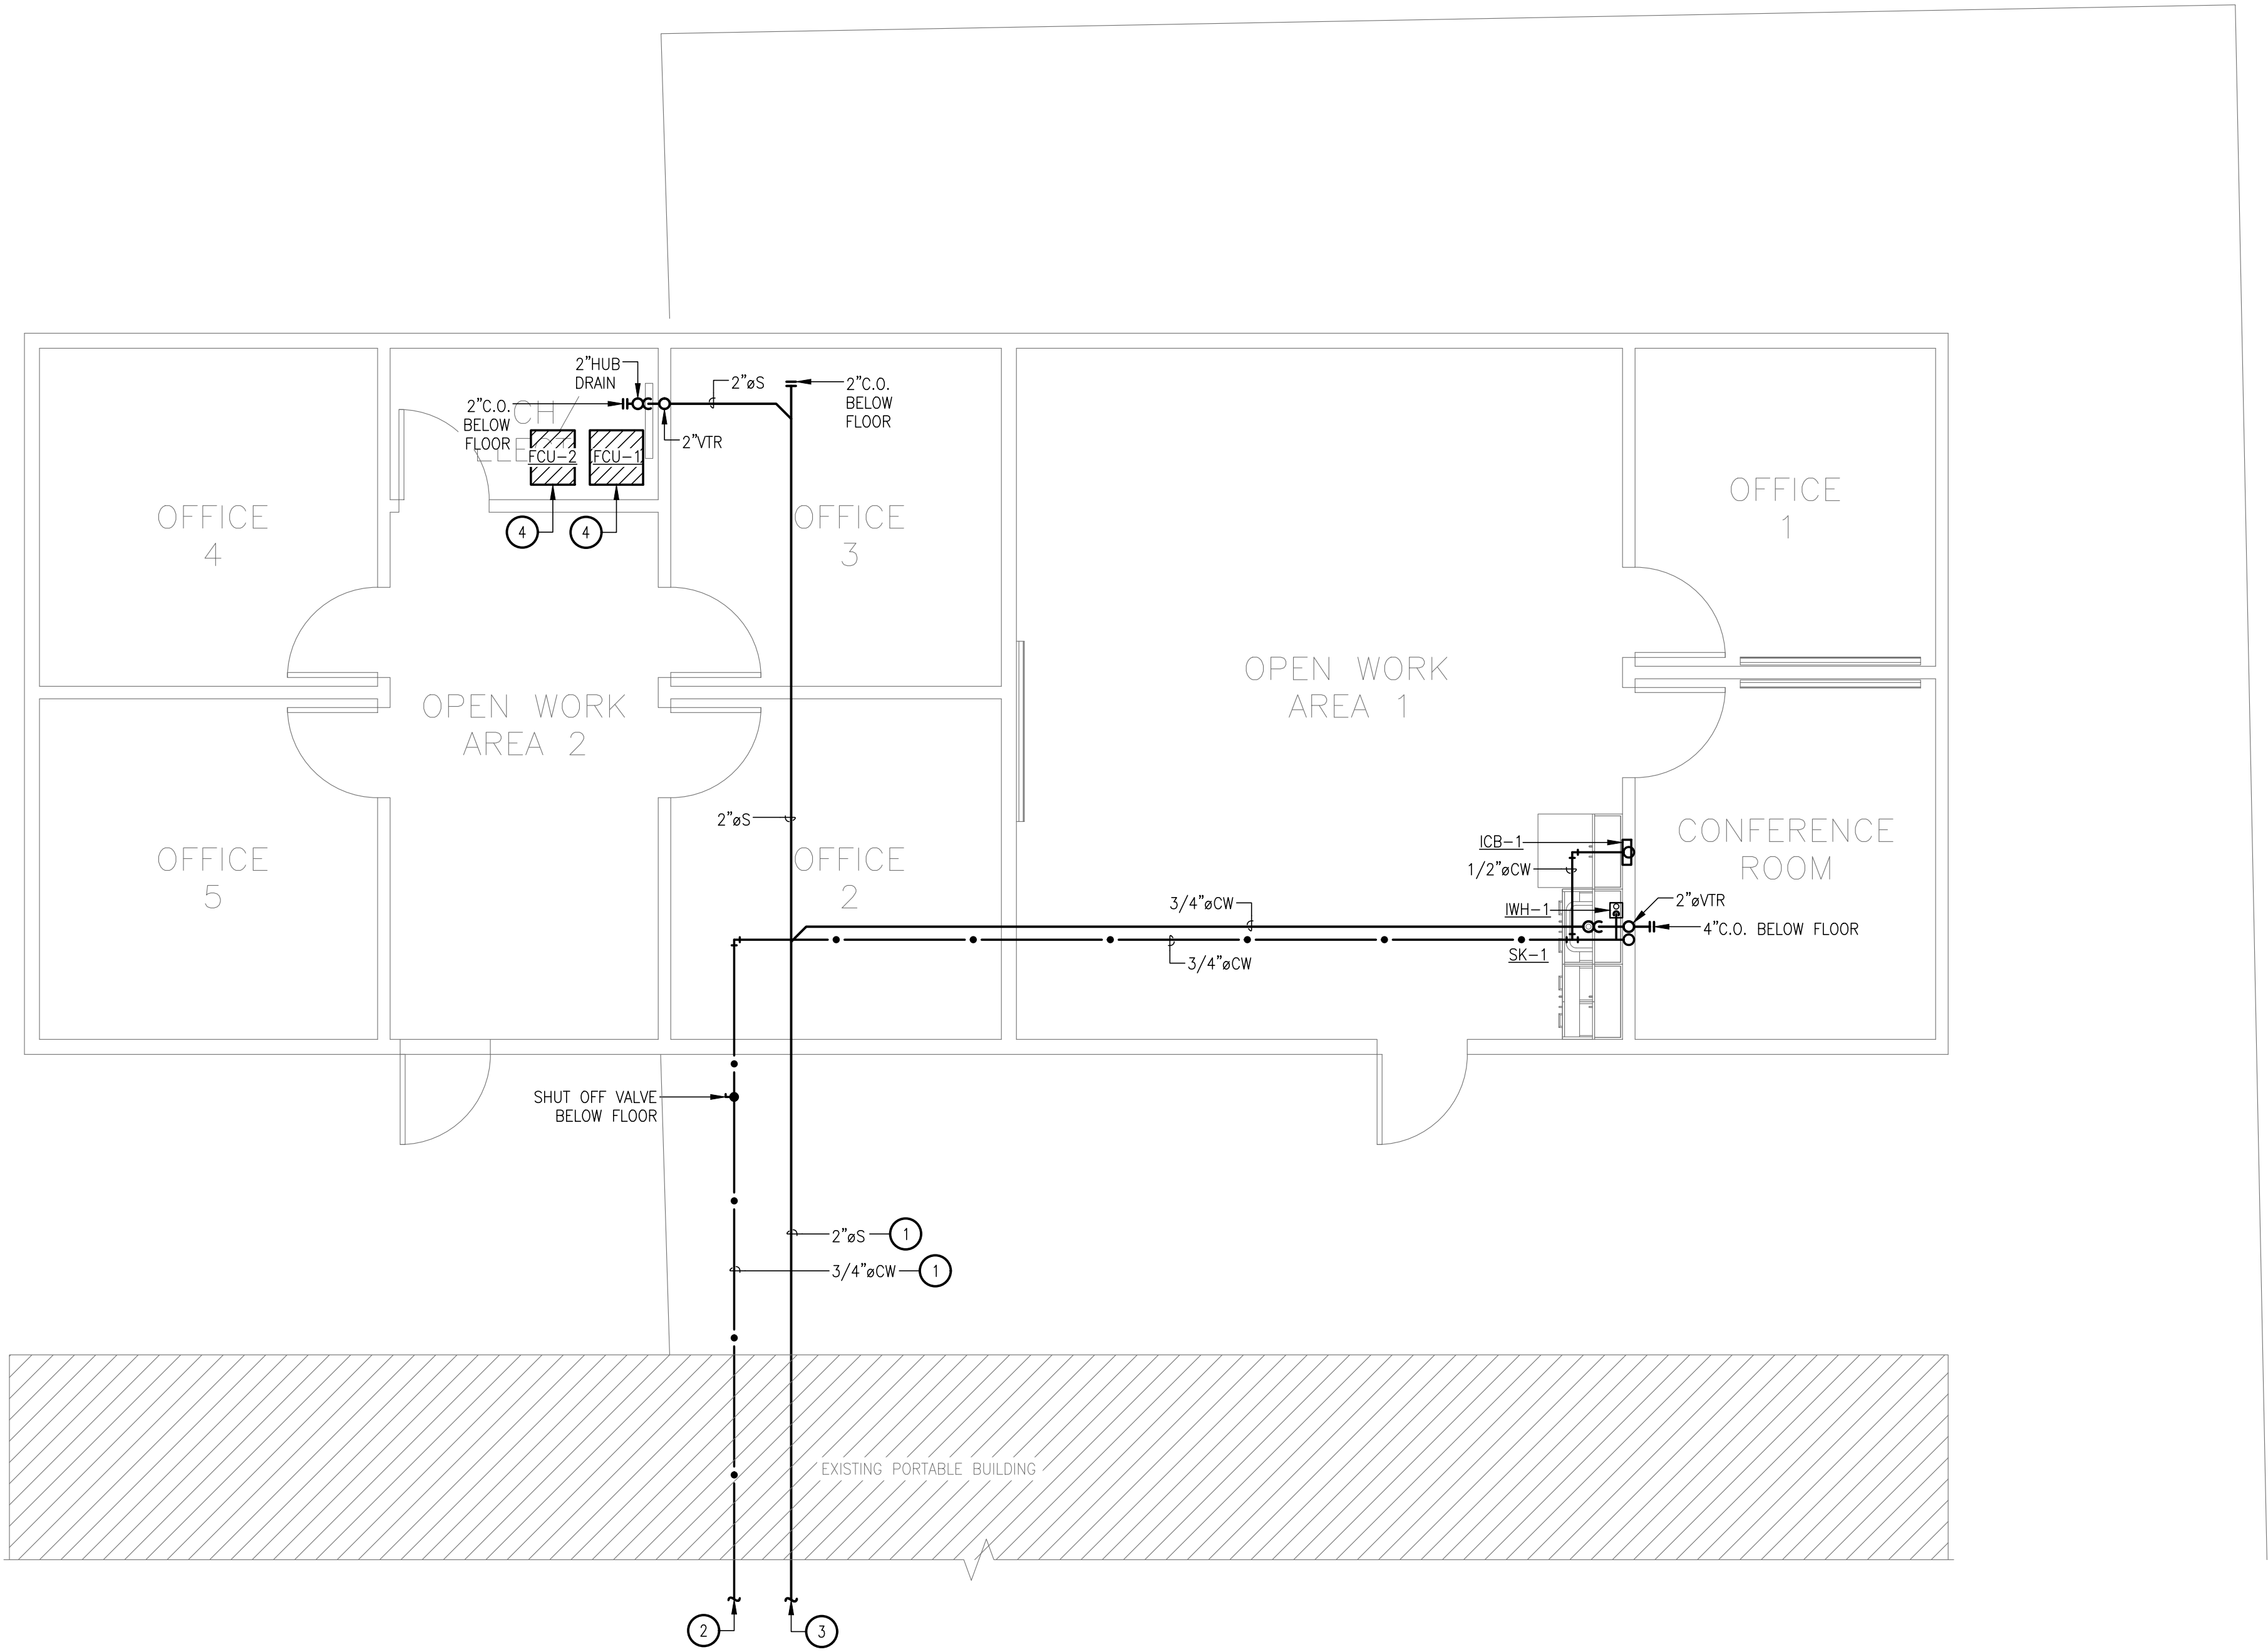 2"HUB
DRAIN
2"øS
2"C.O.
BELOW
FLOOR
2"C.O.
BELOW
FLOOR
2"VTR
FCU-2
FCU-1
4
4
OFFICE
4
OFFICE
3
OFFICE
1
OPEN WORK
AREA 2
OPEN WORK
AREA 1
2"øS
OFFICE
5
OFFICE
2
CONFERENCE
ROOM
ICB-1
1/2"øCW
3/4"øCW
IWH-1
2"øVTR
4"C.O. BELOW FLOOR
SK-1
3/4"øCW
SHUT OFF VALVE
BELOW FLOOR
2"øS
1
3/4"øCW
1
EXISTING PORTABLE BUILDING
2
3